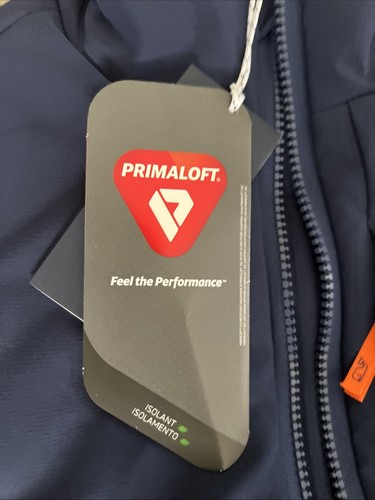 PRIMALOFT®
Feel the Performance™
ISOLANT
ISOLAMENTO